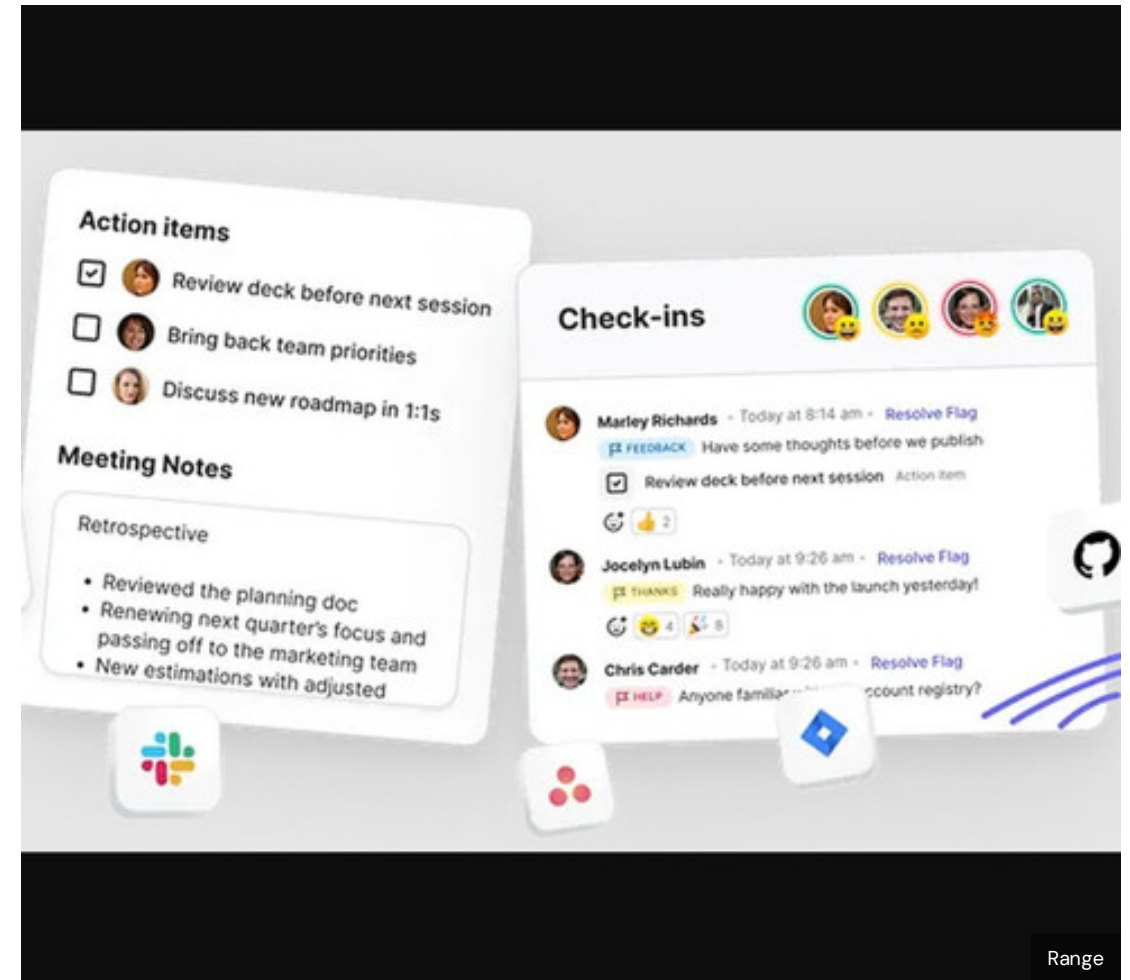 Action items
Review deck before next session
Bring back team priorities
Discuss new roadmap in 1:1s
Meeting Notes
Retrospective
• Reviewed the planning doc
• Renewing next quarter's focus and
passing off to the marketing team
• New estimations with adjusted
Check-ins
Marley Richards • Today at 8:14 am • Resolve Flag
FEEDBACK Have some thoughts before we publish
Review deck before next session Action item
2
Jocelyn Lubin • Today at 9:26 am • Resolve Flag
THANKS Really happy with the launch yesterday!
4 8
Chris Carder • Today at 9:26 am • Resolve Flag
HELP Anyone registry?
Range